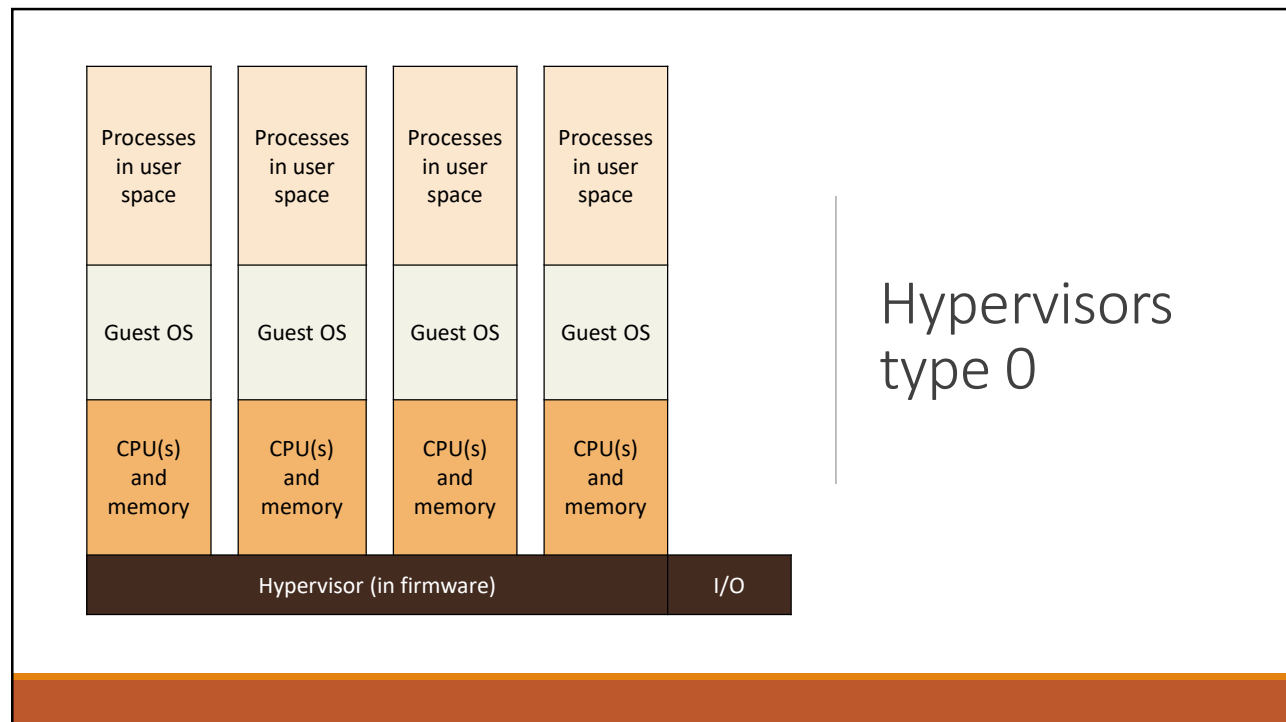 Processes
in user
space
Processes
in user
space
Processes
in user
space
Processes
in user
space
Guest OS
Guest OS
Guest OS
Guest OS
CPU(s)
and
memory
CPU(s)
and
memory
CPU(s)
and
memory
CPU(s)
and
memory
Hypervisor (in firmware)
I/O
Hypervisors
type 0